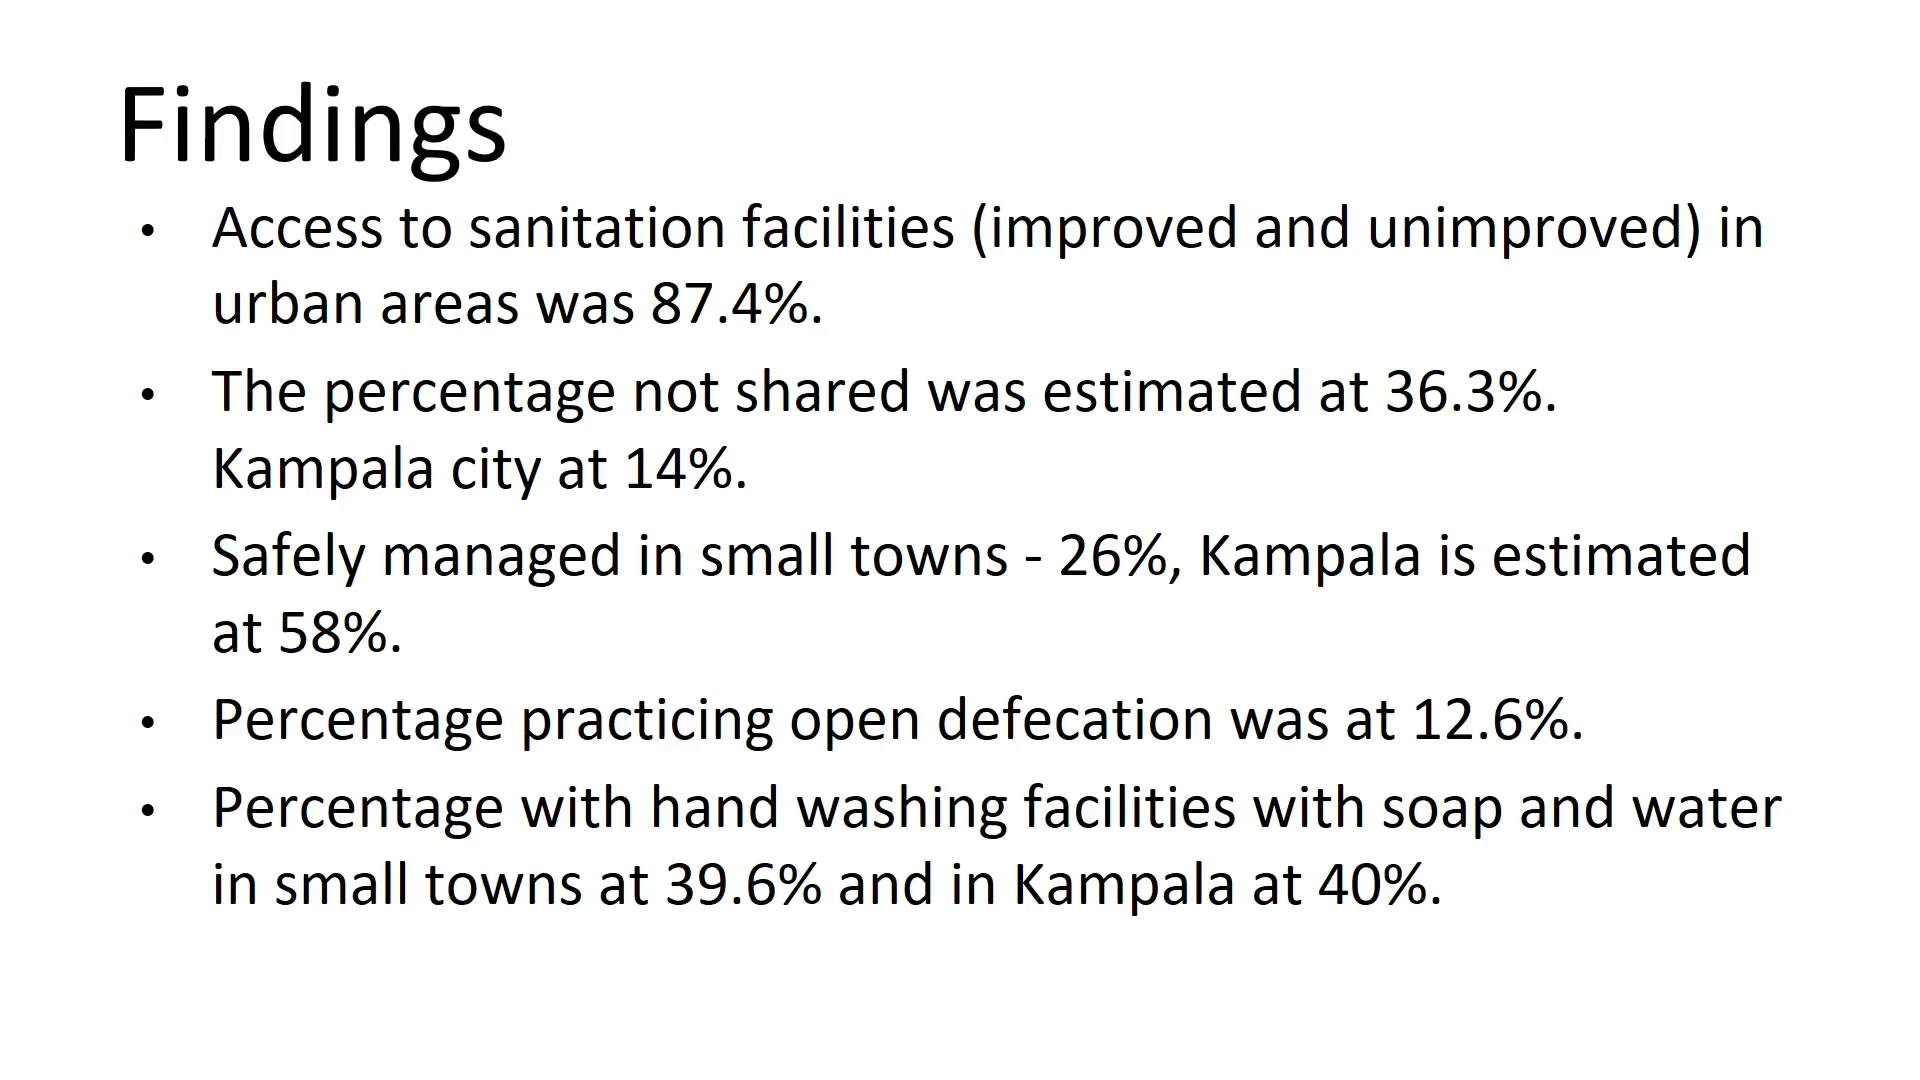 Findings
• Access to sanitation facilities (improved and unimproved) in
urban areas was 87.4%.
• The percentage not shared was estimated at 36.3%.
Kampala city at 14%.
• Safely managed in small towns - 26%, Kampala is estimated
at 58%.
• Percentage practicing open defecation was at 12.6%.
• Percentage with hand washing facilities with soap and water
in small towns at 39.6% and in Kampala at 40%.